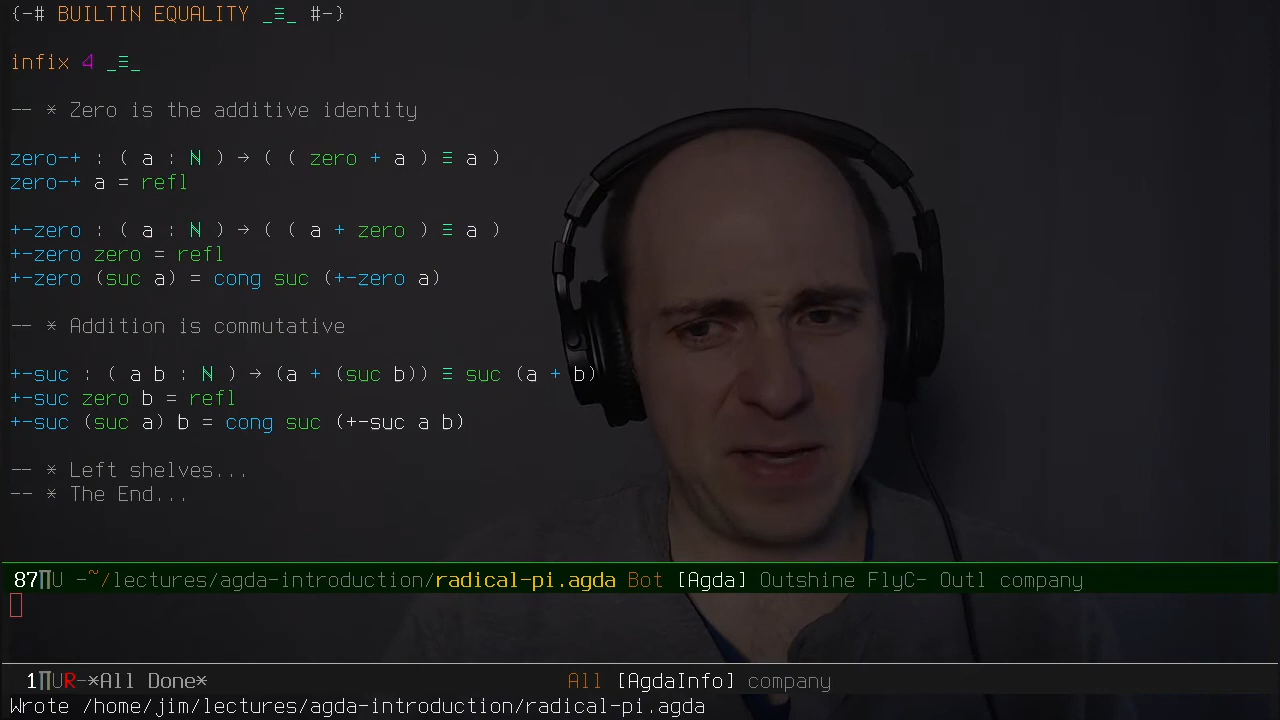 {-# BUILTIN EQUALITY _≡_ #-}
infix 4 _≡_
-- * Zero is the additive identity
zero-+ : ( a : N ) → ( ( zero + a ) ≡ a )
zero-+ a = refl
+-zero : ( a : N ) → ( ( a + zero ) ≡ a )
+-zero zero = refl
+-zero (suc a) = cong suc (+-zero a)
-- * Addition is commutative
+-suc : ( a b : N ) → (a + (suc b)) ≡ suc (a + b)
+-suc zero b = refl
+-suc (suc a) b = cong suc (+-suc a b)
-- * Left shelves...
-- * The End...
87∏U -~/lectures/agda-introduction/radical-pi.agda Bot [Agda] Outshine FlyC- Outl company
1∏UR-*All Done* All [AgdaInfo] company
Wrote /home/jim/lectures/agda-introduction/radical-pi.agda